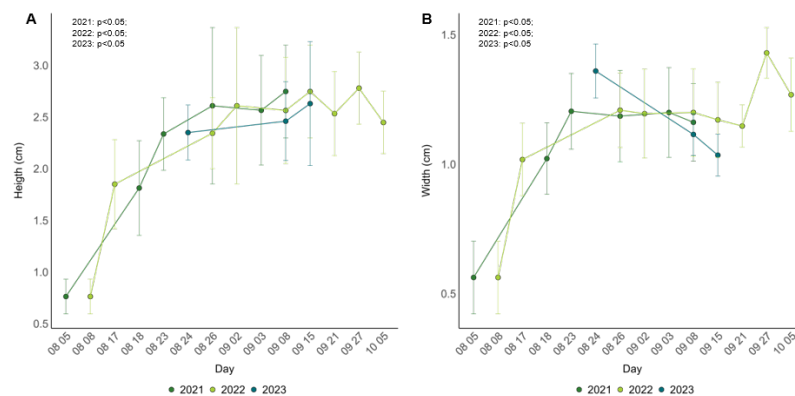 A
2021: p<0.05;
2022: p<0.05;
2023: p<0.05
Heigth (cm)
3.0
2.5
2.0
1.5
1.0
0.5
08 05
08 08
08 17
08 18
08 23
08 24
08 26
09 02
09 03
09 08
09 15
09 21
09 27
10 05
Day
2021 2022 2023
B
2021: p<0.05;
2022: p<0.05;
2023: p<0.05
Width (cm)
1.5
1.0
0.5
08 05
08 08
08 17
08 18
08 23
08 24
08 26
09 02
09 03
09 08
09 15
09 21
09 27
10 05
Day
2021 2022 2023